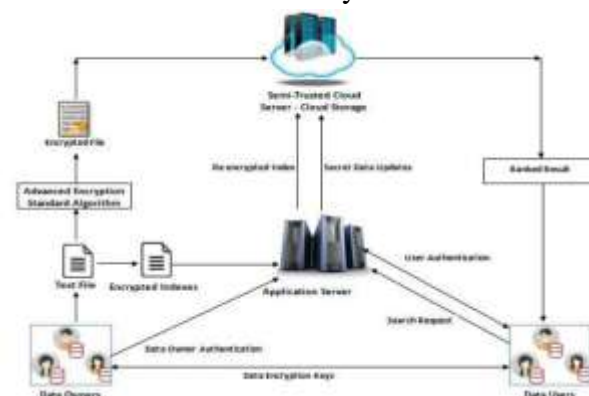 Semi-Trusted Cloud
Server - Cloud Storage
Encrypted File
Re-encrypted Index
Secret Data Updates
Ranked Result
Advanced Encryption
Standard Algorithm
User Authentication
Text File
Encrypted Indexes
Application Server
Search Request
Data Owner Authentication
Data Encryption Keys
Data Owners
Data Users